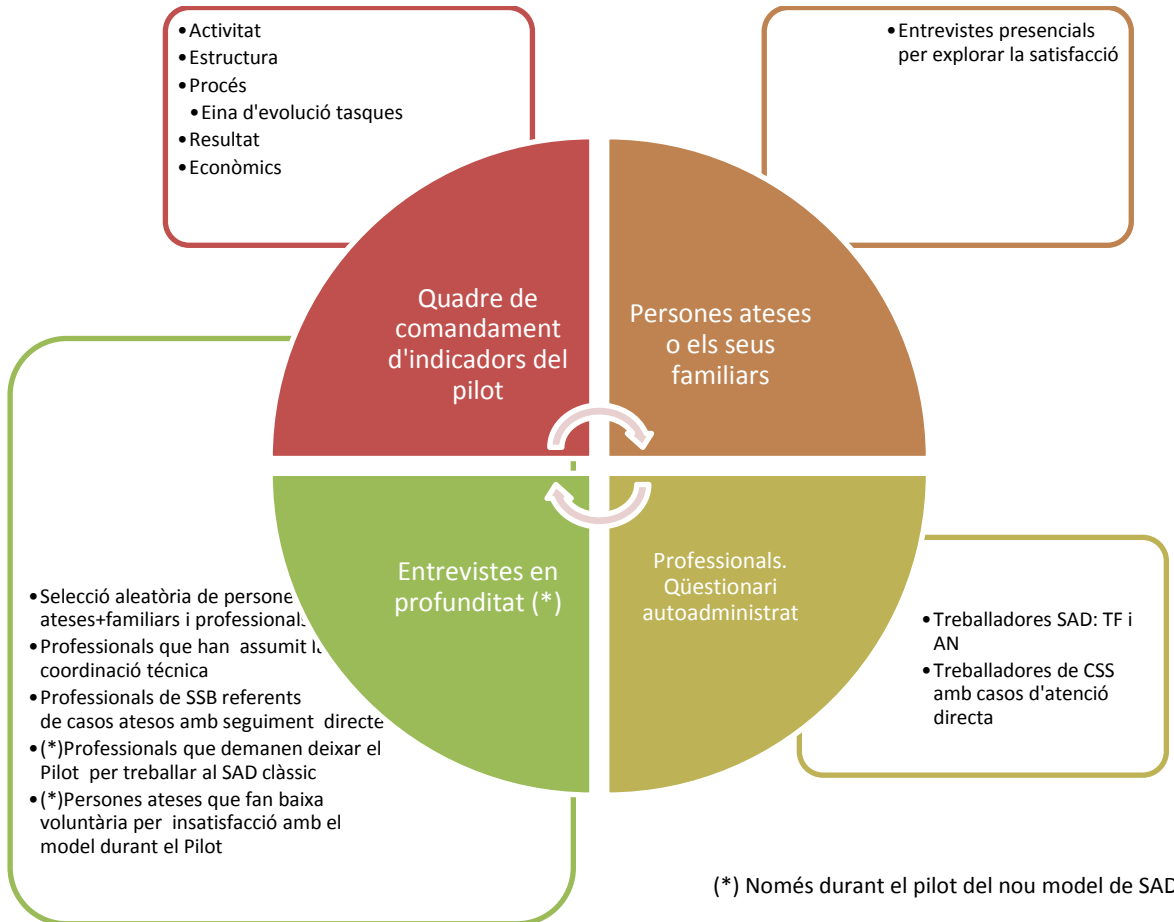 •Activitat
•Estructura
•Procés
•Eina d'evolució tasques
•Resultat
•Econòmics
•Entrevistes presencials
per explorar la satisfacció
Quadre de
comandament
d'indicadors del
pilot
Persones ateses
o els seus
familiars
Entrevistes en
profunditat (*)
Professionals.
Qüestionari
autoadministrat
•Selecció aleatòria de persone
ateses+familiars i professionals
•Professionals que han assumit la
coordinació técnica
•Professionals de SSB referents
de casos atesos amb seguiment directe
•(*)Professionals que demanen deixar el
Pilot per treballar al SAD clàssic
•(*)Persones ateses que fan baixa
voluntària per insatisfacció amb el
model durant el Pilot
•Treballadores SAD: TF i
AN
•Treballadores de CSS
amb casos d'atenció
directa
(*) Només durant el pilot del nou model de SAD